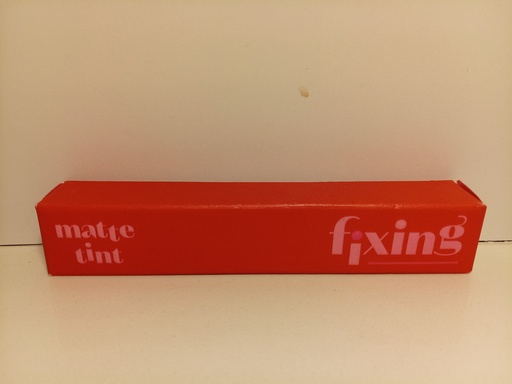 matte
tint
fixing